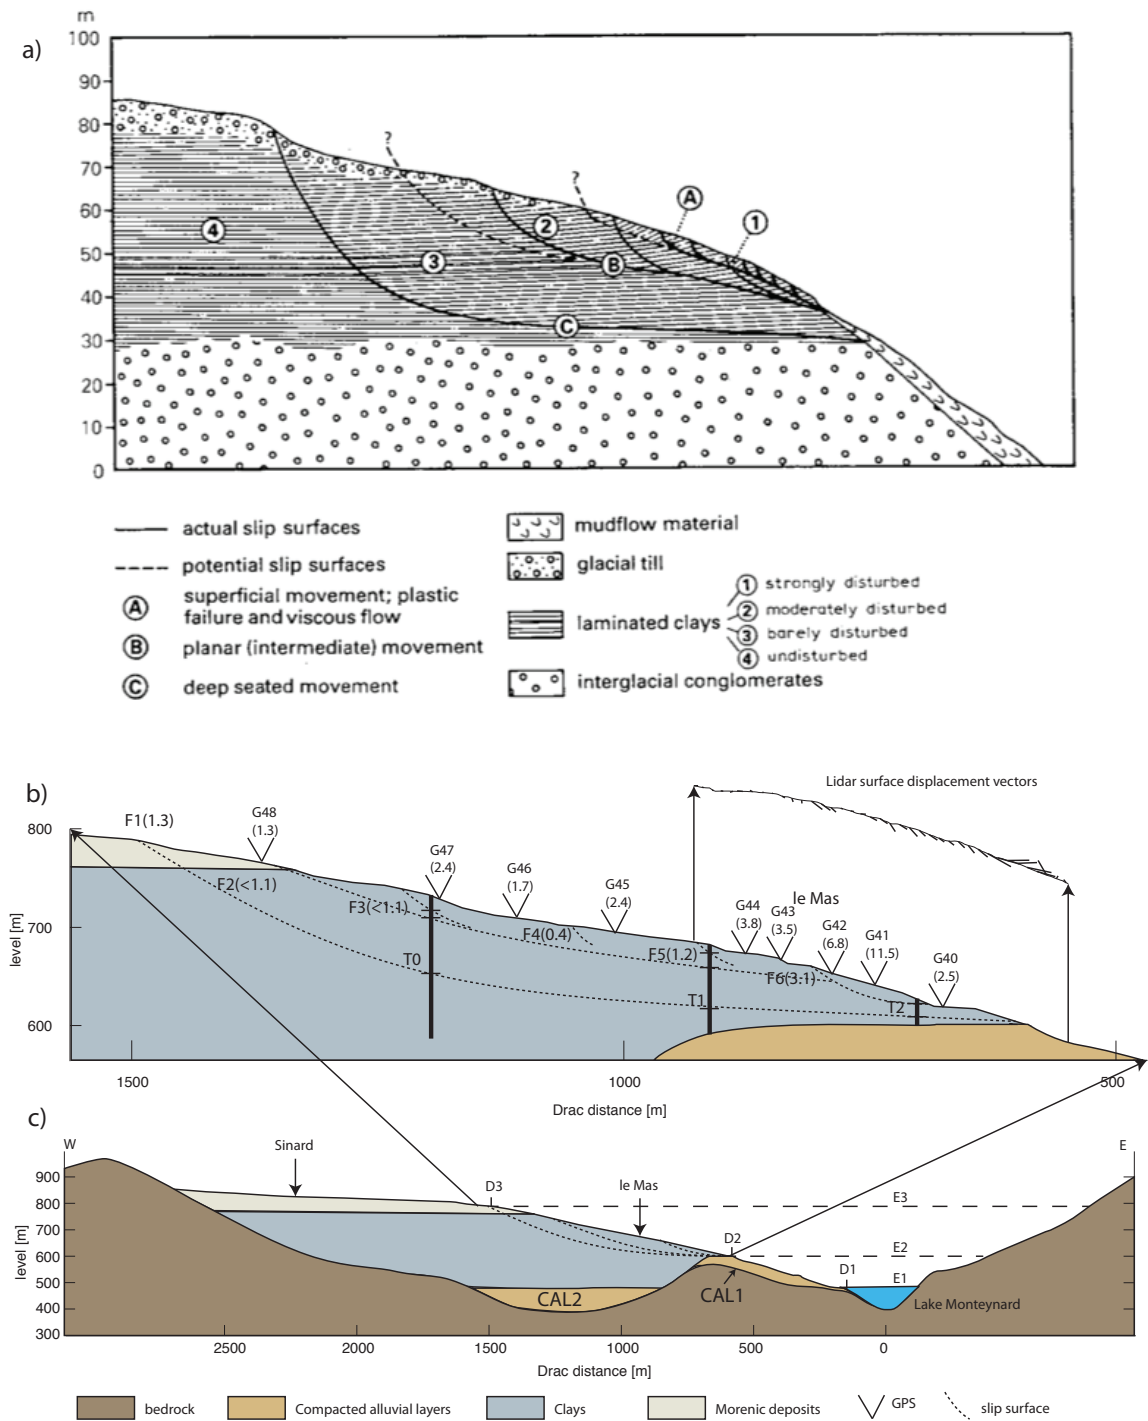 a)
m
100
90
80
70
60
50
40
30
20
10
0
?
?
A
1
2
4
B
3
C
actual slip surfaces
potential slip surfaces
A superficial movement; plastic
failure and viscous flow
B planar (intermediate) movement
C deep seated movement
mudflow material
glacial till
laminated clays
1 strongly disturbed
2 moderately disturbed
3 barely disturbed
4 undisturbed
interglacial conglomerates
b)
Lidar surface displacement vectors
level [m]
800
700
600
F1(1.3)
G48
(1.3)
G47
(2.4)
G46
(1.7)
G45
(2.4)
le Mas
G44
(3.8)
G43
(3.5)
G42
(6.8)
G41
(11.5)
G40
(2.5)
F2(<1.1)
F3(<1.1)
F4(0.4)
F5(1.2)
F6(3.1)
T0
T1
T2
1500
1000
500
Drac distance [m]
c)
W
E
Sinard
D3
le Mas
E3
D2
E2
D1
E1
CAL2
CAL1
Lake Monteynard
level [m]
900
800
700
600
500
400
300
2500
2000
1500
1000
500
0
Drac distance [m]
bedrock
Compacted alluvial layers
Clays
Morenic deposits
GPS
slip surface